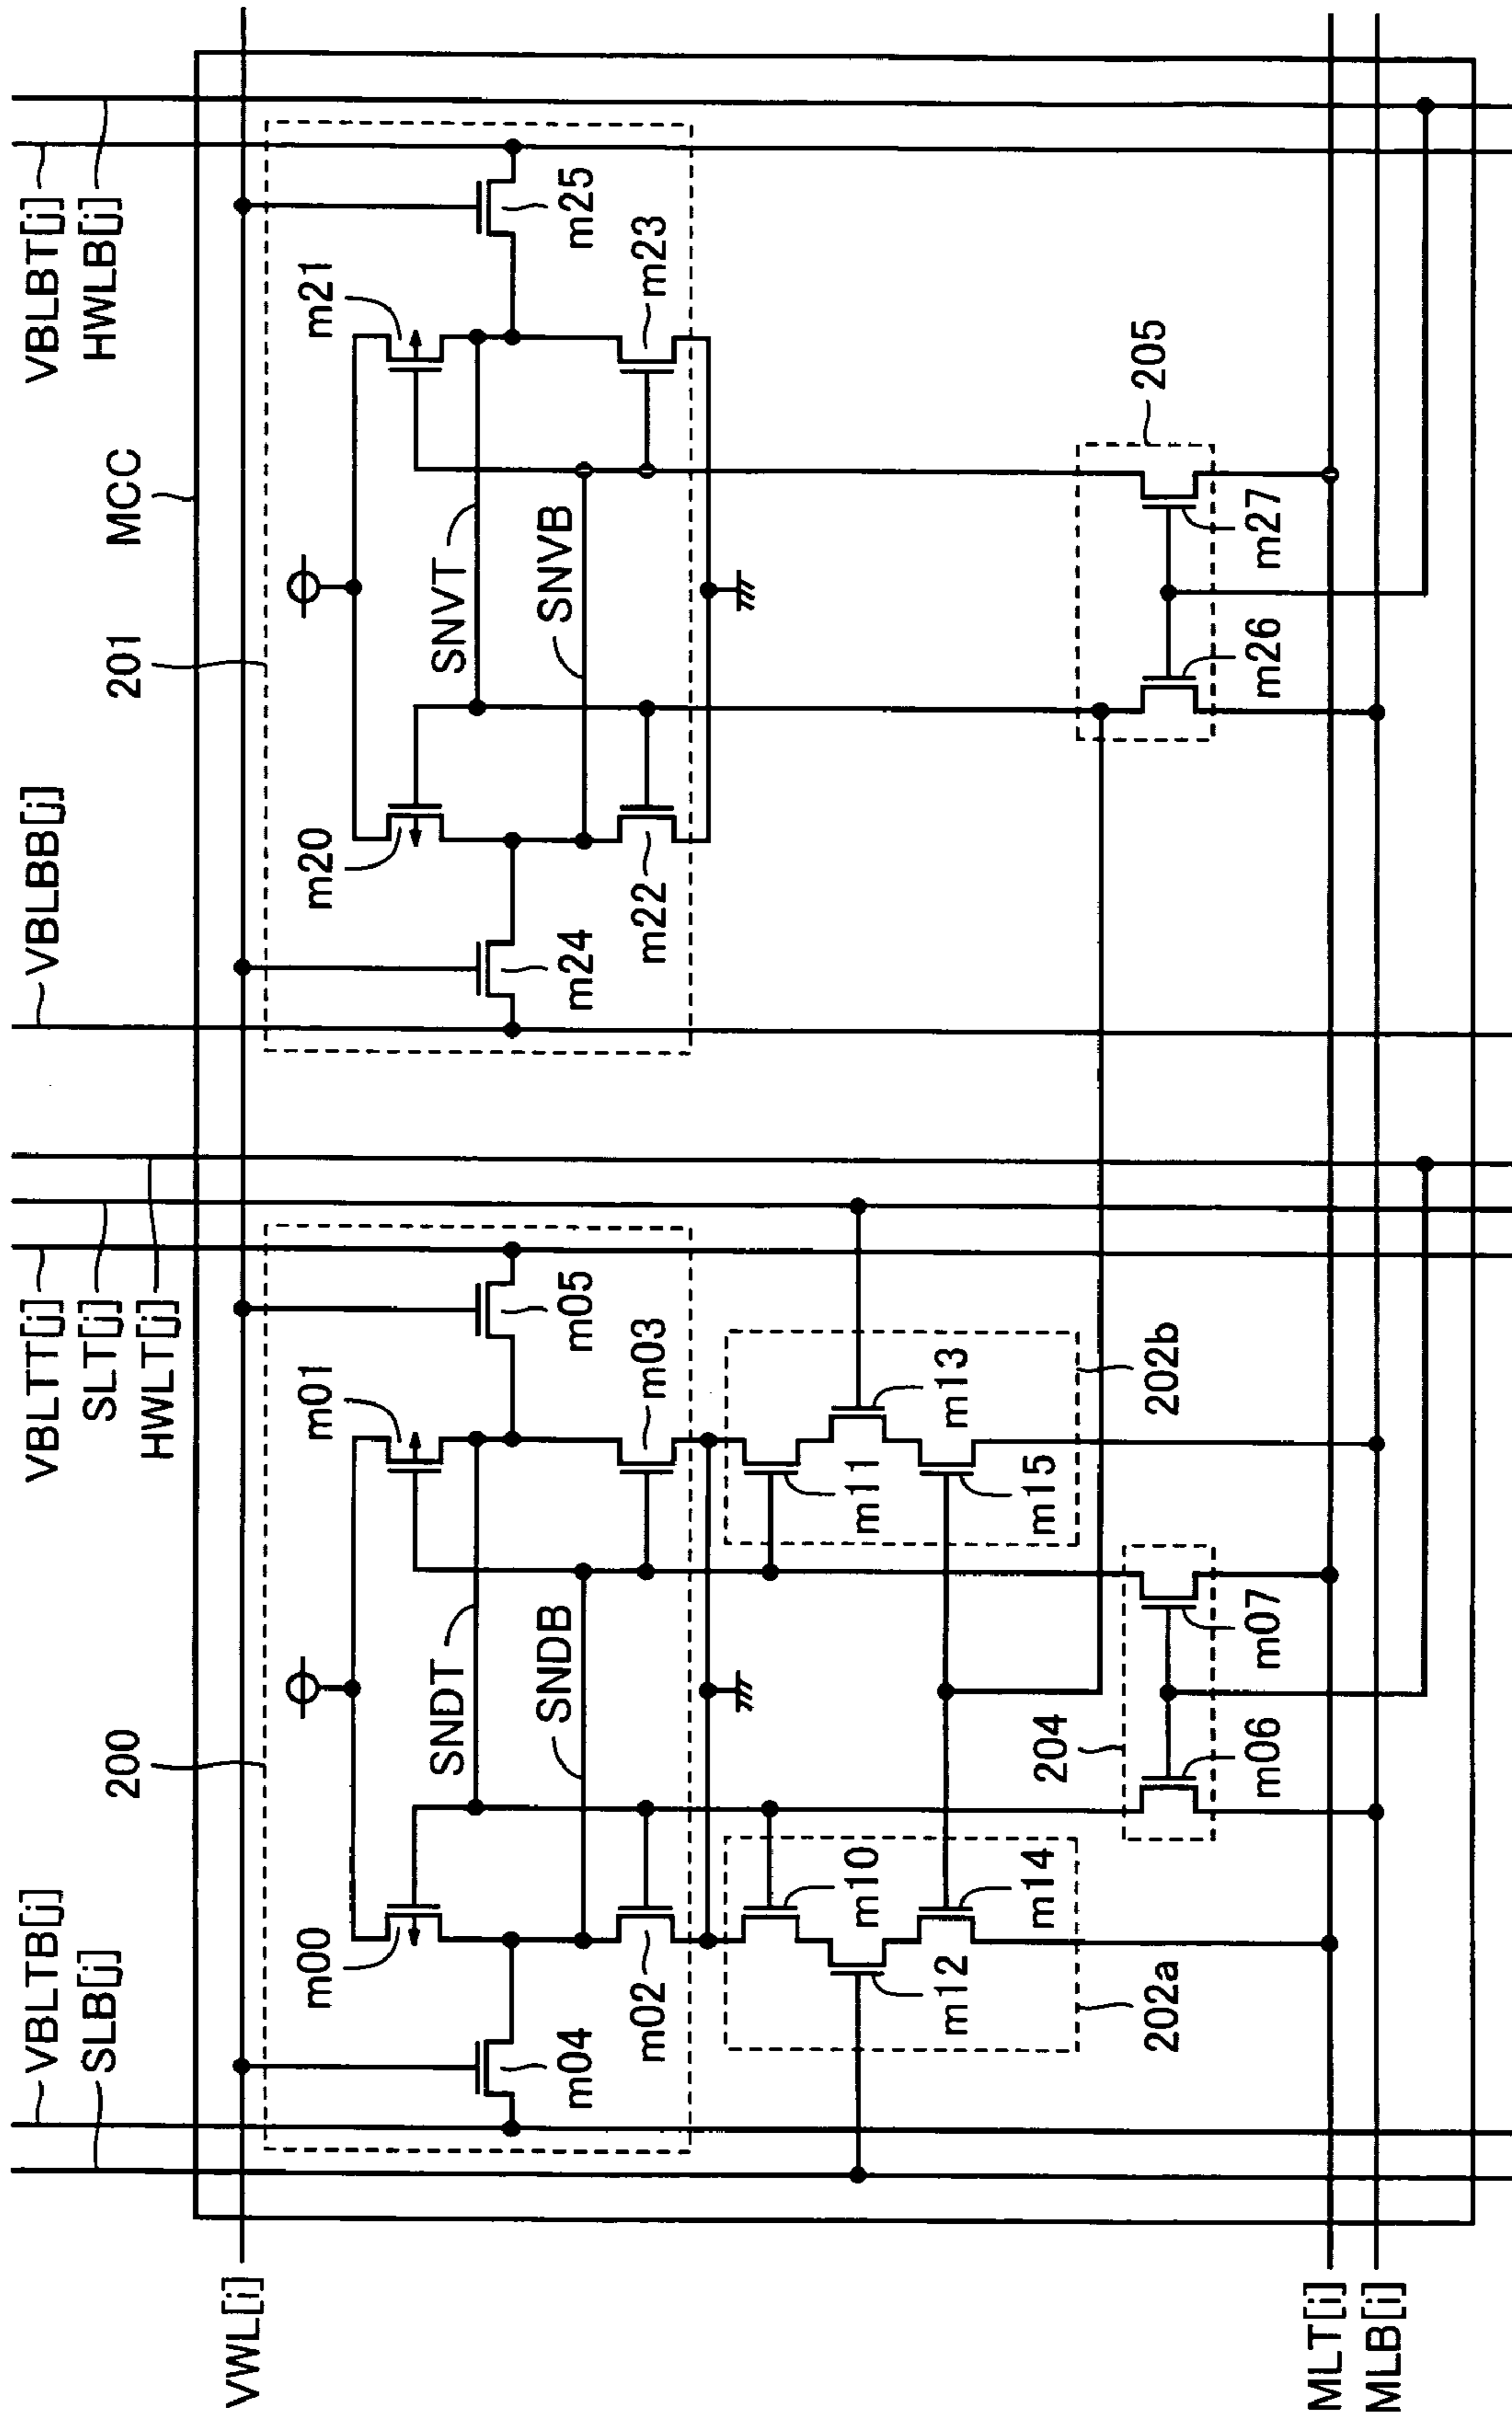 VBLTB[j]
VBLTT[j]
VBLBB[j]
VBLBT[j]
SLB[j]
SLT[j]
HWLB[j]
200
201
MCC
HWLT[j]
VWL[i]
m00
m01
m20
m21
SNDT
SNVT
SNDB
SNVB
m04
m05
m24
m25
m02
m03
m22
m23
m10
m11
m12
m13
m14
204
m15
202a
202b
205
m06
m07
m26
m27
MLT[i]
MLB[i]